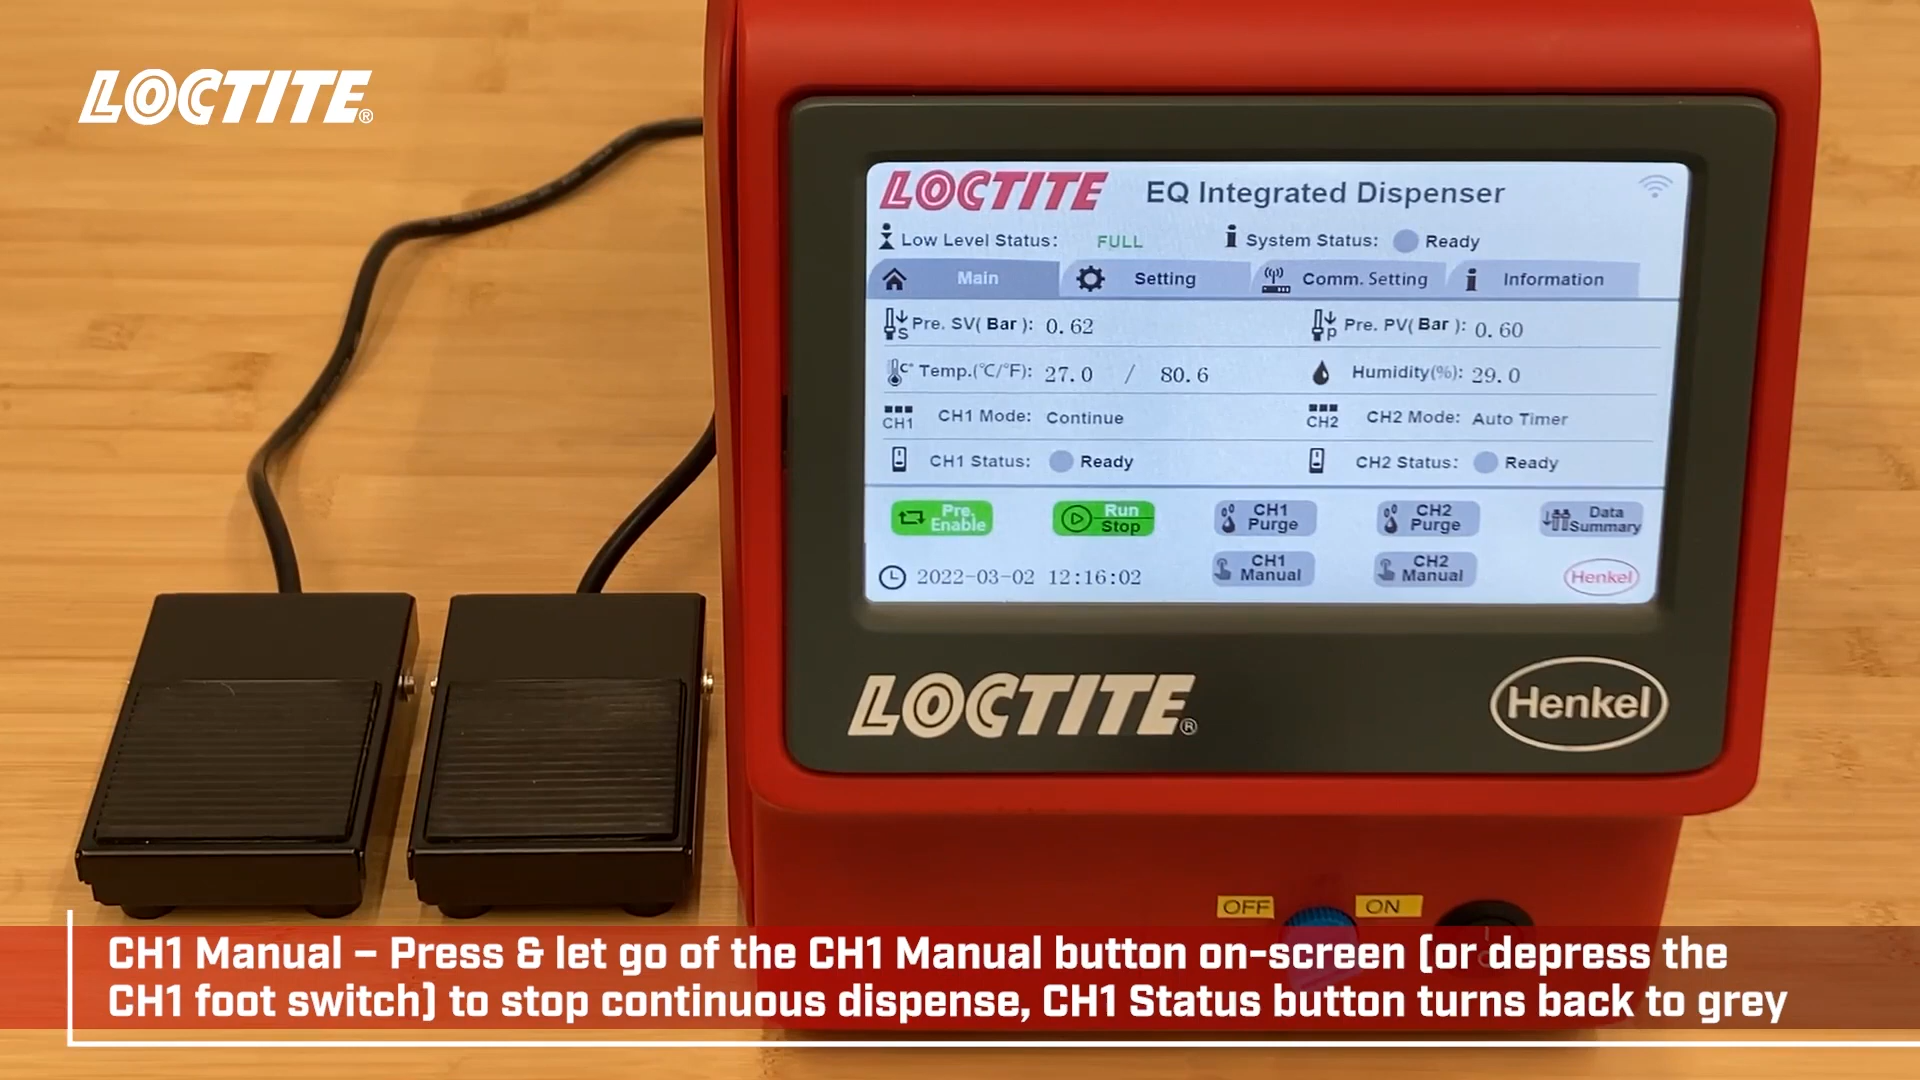 LOCTITE®
LOCTITE EQ Integrated Dispenser
Low Level Status: FULL System Status: Ready
Main Setting Comm. Setting Information
S Pre. SV( Bar ): 0.62 p Pre. PV( Bar ): 0.60
C° Temp.(℃/℉): 27.0 / 80.6 Humidity(%): 29.0
CH1 CH1 Mode: Continue CH2 CH2 Mode: Auto Timer
CH1 Status: Ready CH2 Status: Ready
Pre. Enable
Run Stop
CH1 Purge
CH2 Purge
Data Summary
2022-03-02 12:16:02
CH1 Manual
CH2 Manual
Henkel
LOCTITE® Henkel
OFF ON
CH1 Manual – Press & let go of the CH1 Manual button on-screen (or depress the
CH1 foot switch) to stop continuous dispense, CH1 Status button turns back to grey